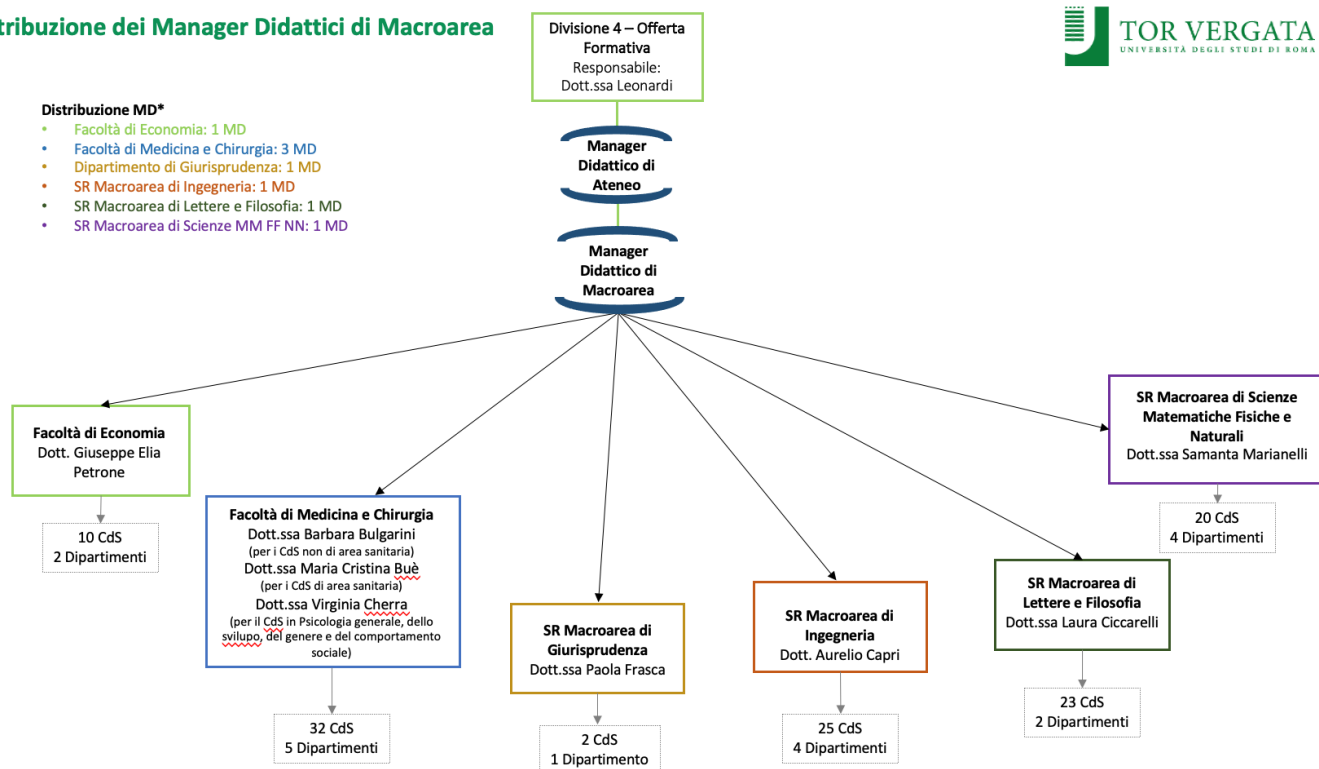 tribuzione dei Manager Didattici di Macroarea
Divisione 4 – Offerta
Formativa
Responsabile:
Dott.ssa Leonardi
TOR VERGATA
UNIVERSITÀ DEGLI STUDI DI ROMA
Distribuzione MD*
• Facoltà di Economia: 1 MD
• Facoltà di Medicina e Chirurgia: 3 MD
• Dipartimento di Giurisprudenza: 1 MD
• SR Macroarea di Ingegneria: 1 MD
• SR Macroarea di Lettere e Filosofia: 1 MD
• SR Macroarea di Scienze MM FF NN: 1 MD
Manager
Didattico di
Ateneo
Manager
Didattico di
Macroarea
Facoltà di Economia
Dott. Giuseppe Elia
Petrone
10 CdS
2 Dipartimenti
Facoltà di Medicina e Chirurgia
Dott.ssa Barbara Bulgarini
(per i CdS non di area sanitaria)
Dott.ssa Maria Cristina Buè
(per i CdS di area sanitaria)
Dott.ssa Virginia Cherra
(per il CdS in Psicologia generale, dello
svilupo, del genere e del comportamento
sociale)
32 CdS
5 Dipartimenti
SR Macroarea di
Giurisprudenza
Dott.ssa Paola Frasca
2 CdS
1 Dipartimento
SR Macroarea di
Ingegneria
Dott. Aurelio Capri
25 CdS
4 Dipartimenti
SR Macroarea di
Lettere e Filosofia
Dott.ssa Laura Ciccarelli
23 CdS
2 Dipartimenti
SR Macroarea di Scienze
Matematiche Fisiche e
Naturali
Dott.ssa Samanta Marianelli
20 CdS
4 Dipartimenti